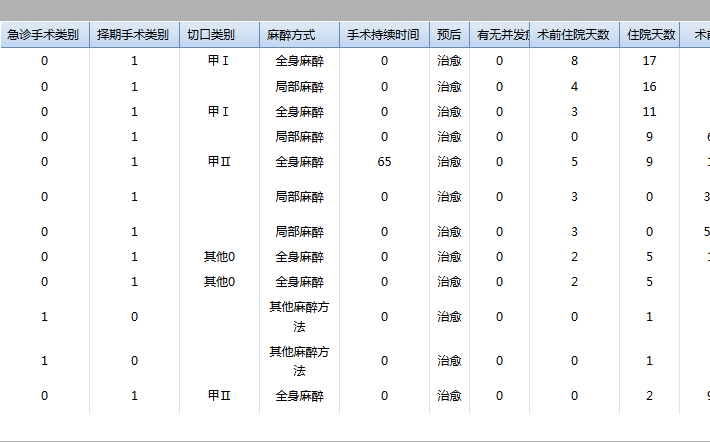 急诊手术类别 择期手术类别 切口类别 麻醉方式 手术持续时间 预后 有无并发 术前住院天数 住院天数 术
0 1 甲Ⅰ 全身麻醉 0 治愈 0 8 17
0 1 局部麻醉 0 治愈 0 4 16
0 1 甲Ⅰ 全身麻醉 0 治愈 0 3 11
0 1 局部麻醉 0 治愈 0 0 9
0 1 甲Ⅱ 全身麻醉 65 治愈 0 5 9
0 1 局部麻醉 0 治愈 0 3 0 3
0 1 局部麻醉 0 治愈 0 3 0 5
0 1 其他0 全身麻醉 0 治愈 0 2 5
0 1 其他0 全身麻醉 0 治愈 0 2 5
1 0 其他麻醉方 0 治愈 0 0 1
法
1 0 其他麻醉方 0 治愈 0 0 1
法
0 1 甲Ⅱ 全身麻醉 0 治愈 0 0 2